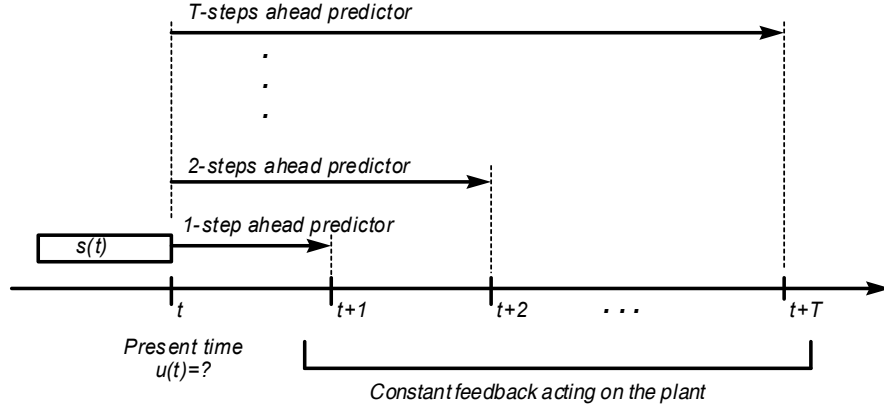 T-steps ahead predictor
.
.
.
2-steps ahead predictor
1-step ahead predictor
s(t)
t
t+1
t+2
. . .
t+T
Present time
u(t)=?
Constant feedback acting on the plant